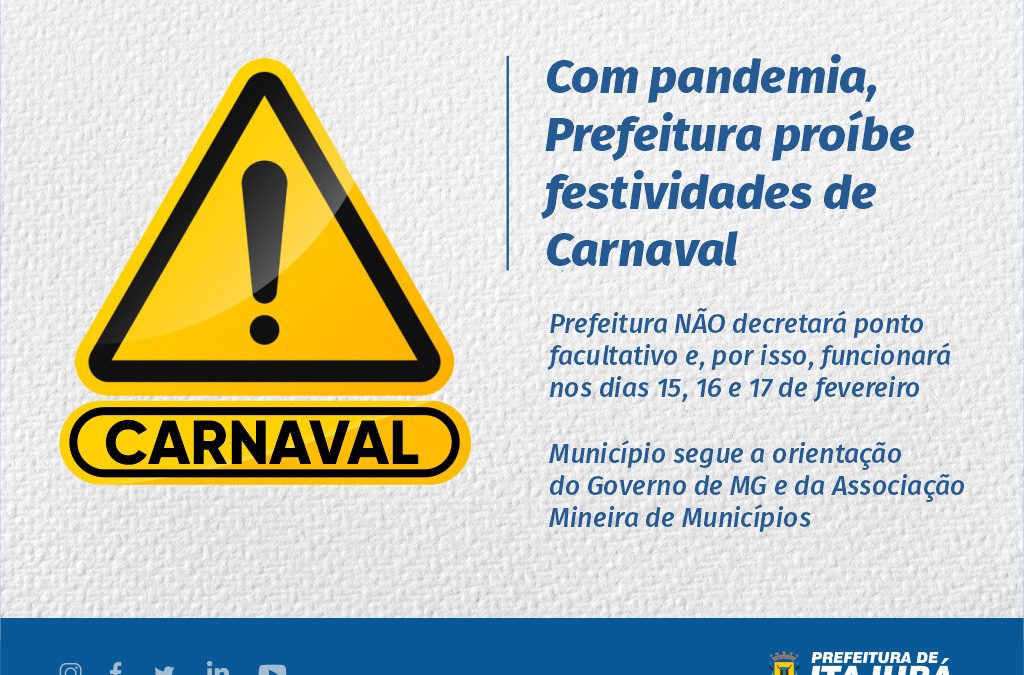 Com pandemia,
Prefeitura proíbe
festividades de
Carnaval
Prefeitura NÃO decretará ponto
facultativo e, por isso, funcionará
nos dias 15, 16 e 17 de fevereiro
Município segue a orientação
do Governo de MG e da Associação
Mineira de Municípios
CARNAVAL
PREFEITURA DE
ITAJUBÁ